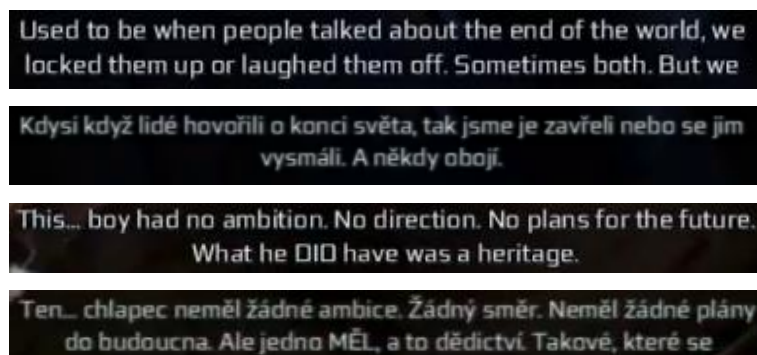 Used to be when people talked about the end of the world, we
locked them up or laughed them off. Sometimes both. But we
Kdysi když lidé hovořili o konci světa, tak jsme je zavřeli nebo se jim
vysmáli. A někdy obojí.
This... boy had no ambition. No direction. No plans for the future.
What he DID have was a heritage.
Ten... chlapec neměl žádné ambice. Žádný směr. Neměl žádné plány
do budoucna. Ale jedno MĚL, a to dědictví. Takové, které se